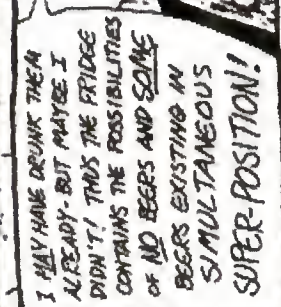 I MAY HAVE DRUNK THEM
ALREADY - BUT MAYBE I
DIDN'T! THUS THE FRIDGE
CONTAINS THE POSSIBILITIES
OF NO BEERS AND SOME
BEERS EXISTING IN
SIMULTANEOUS
SUPER-POSITION!